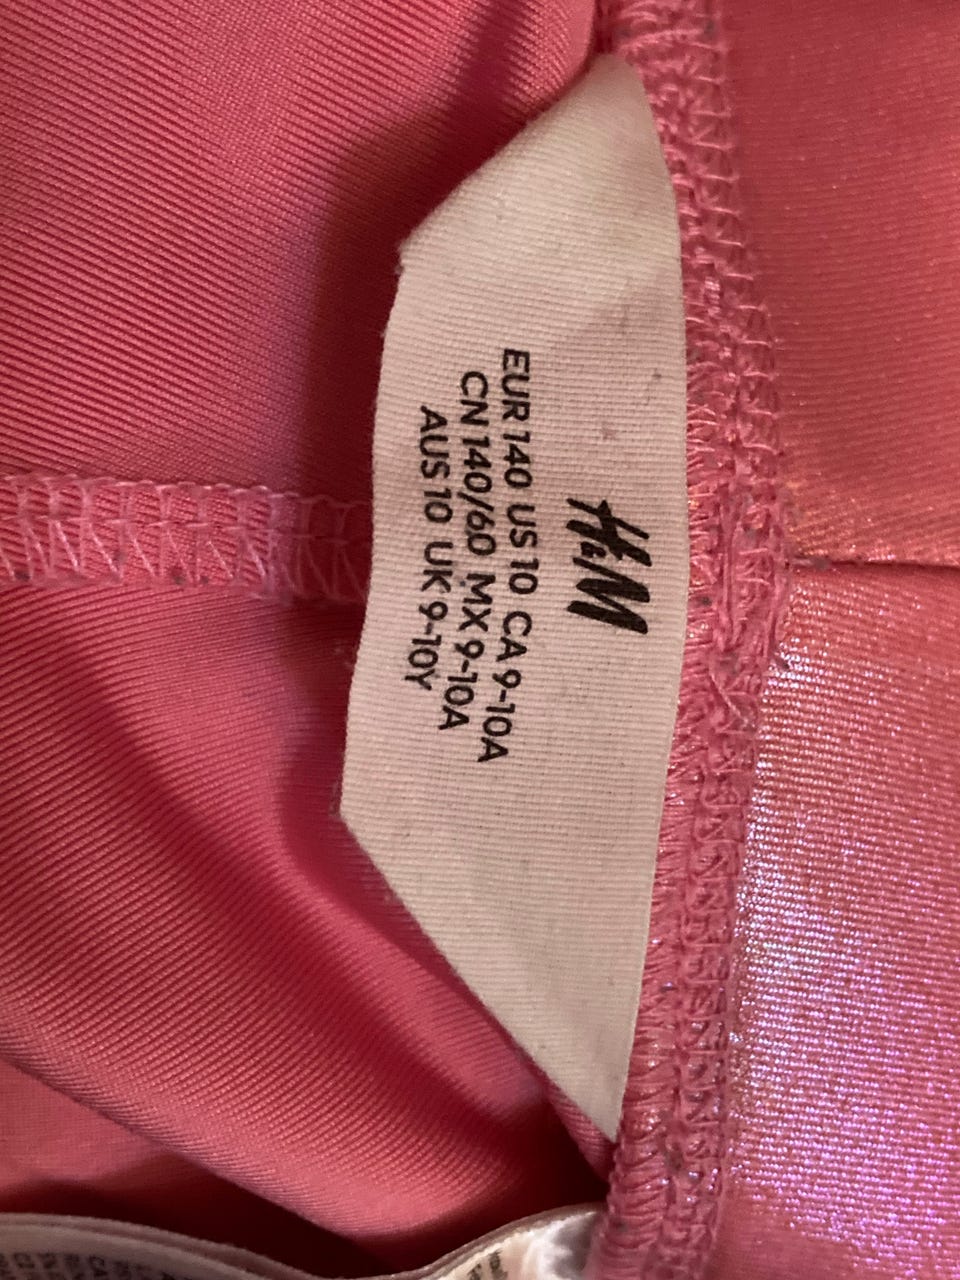 H&M
EUR 140 US 10 CA 9-10A
CN 140/60 MX 9-10A
AUS 10 UK 9-10Y